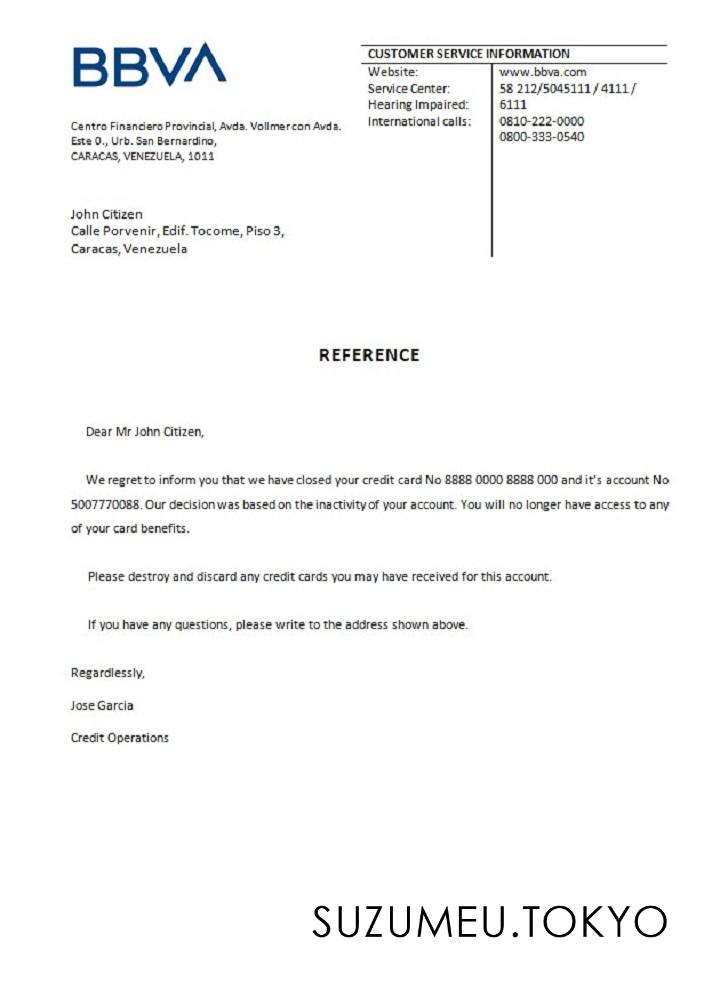 BBVA
CUSTOMER SERVICE INFORMATION
Website: www.bbva.com
Service Center: 58 212/5045111 / 4111 /
Hearing Impaired: 6111
International calls: 0810-222-0000
0800-333-0540
Centro Financiero Provincial, Avda. Vollmer con Avda.
Este 0., Urb. San Bernardino,
CARACAS, VENEZUELA, 1011
John Citizen
Calle Porvenir, Edif. Tocome, Piso 3,
Caracas, Venezuela
REFERENCE
Dear Mr John Citizen,
We regret to inform you that we have closed your credit card No 8888 0000 8888 000 and it's account No
5007770088. Our decision was based on the inactivity of your account. You will no longer have access to any
of your card benefits.
Please destroy and discard any credit cards you may have received for this account.
If you have any questions, please write to the address shown above.
Regardlessly,
Jose Garcia
Credit Operations
SUZUMEU.TOKYO